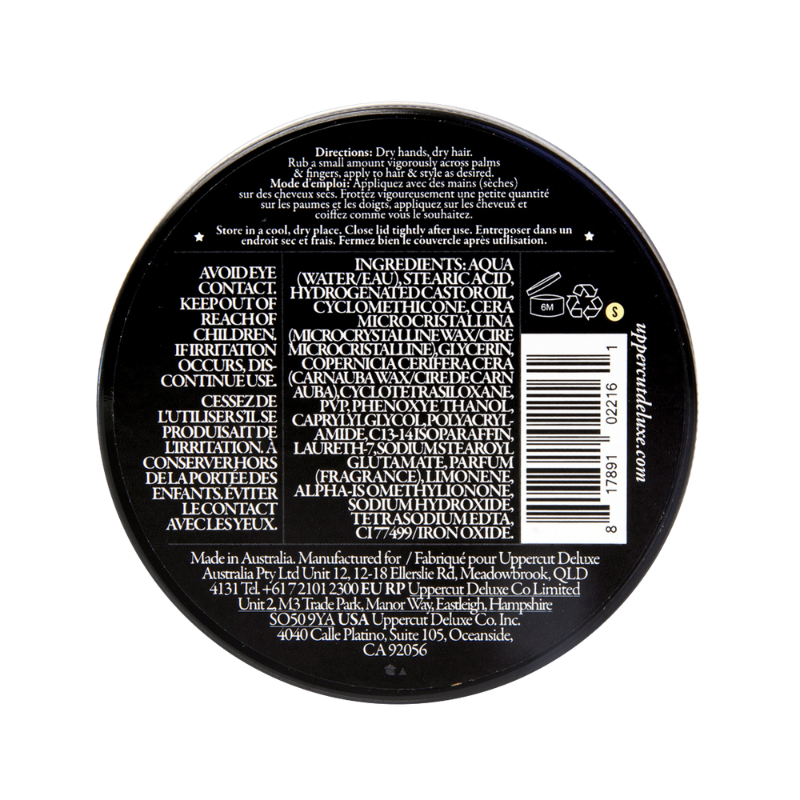 Directions: Dry hands, dry hair.
Rub a small amount vigorously across palms
& fingers, apply to hair & style as desired.
Mode d'emploi: Appliquez avec des mains (sèches)
sur des cheveux secs. Frottez vigoureusement une petite quantité
sur les paumes et les doigts, appliquez sur les cheveux et
coiffez comme vous le souhaitez.
Store in a cool, dry place. Close lid tightly after use. Entreposer dans un
endroit sec et frais. Fermez bien le couvercle après utilisation.
AVOID EYE
CONTACT.
KEEP OUT OF
REACH OF
CHILDREN.
IF IRRITATION
OCCURS, DIS-
CONTINUE USE.
CESSEZ DE
L'UTILISER S'IL SE
PRODUISAIT DE
L'IRRITATION. À
CONSERVER HORS
DE LA PORTÉE DES
ENFANTS. ÉVITER
LE CONTACT
AVEC LES YEUX.
INGREDIENTS: AQUA
(WATER/EAU), STEARIC ACID,
HYDROGENATED CASTOR OIL,
CYCLOMETHICONE, CERA
MICROCRISTALLINA
(MICROCRYSTALLINE WAX/CIRE
MICROCRISTALLINE), GLYCERIN,
COPERNICIA CERIFERA CERA
(CARNAUBA WAX/CIRE DE CARN
AUBA), CYCLOTETRASILOXANE,
PVP, PHENOXYETHANOL,
CAPRYLYL GLYCOL, POLYACRYL-
AMIDE, C13-14 ISOPARAFFIN,
LAURETH-7, SODIUM STEAROYL
GLUTAMATE, PARFUM
(FRAGRANCE), LIMONENE,
ALPHA-ISOMETHYL IONONE,
SODIUM HYDROXIDE,
TETRASODIUM EDTA,
CI 77499/IRON OXIDE.
6M
S
8 17891 02216 1
uppercutdeluxe.com
Made in Australia. Manufactured for / Fabriqué pour Uppercut Deluxe
Australia Pty Ltd Unit 12, 12-18 Ellerslie Rd, Meadowbrook, QLD
4131 Tel. +61 7 2101 2300 EU RP Uppercut Deluxe Co Limited
Unit 2, M3 Trade Park, Manor Way, Eastleigh, Hampshire
SO50 9YA USA Uppercut Deluxe Co. Inc.
4040 Calle Platino, Suite 105, Oceanside,
CA 92056